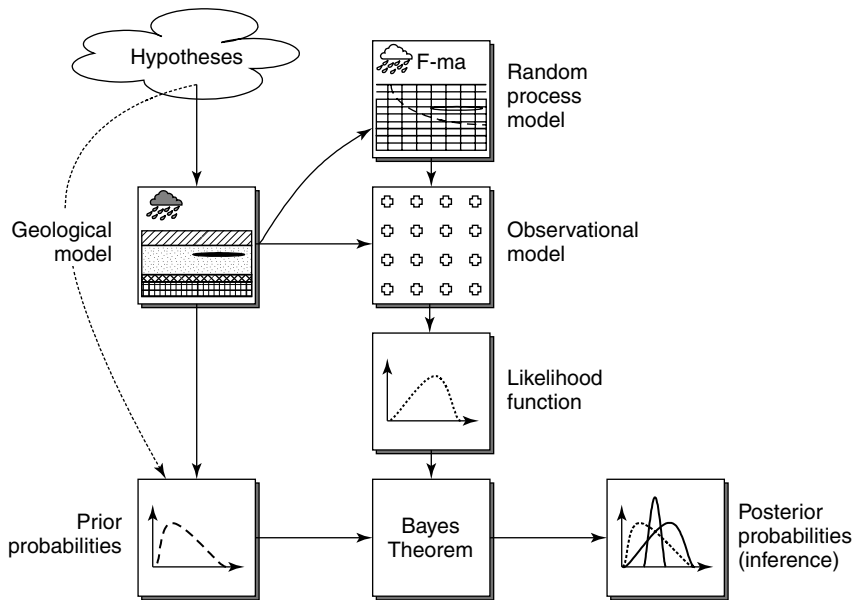 Hypotheses
F-ma
Random
process
model
Geological
model
Observational
model
Likelihood
function
Prior
probabilities
Bayes
Theorem
Posterior
probabilities
(inference)